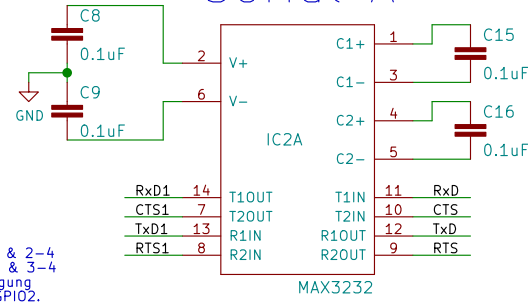 C8
0.1uF
C9
0.1uF
GND
2 V+
6 V-
C1+ 1
C1- 3
C2+ 4
C2- 5
C15
0.1uF
C16
0.1uF
IC2A
RxD1 14 T1OUT
CTS1 7 T2OUT
TxD1 13 R1IN
RTS1 8 R2IN
T1IN 11 RxD
T2IN 10 CTS
R1OUT 12 TxD
R2OUT 9 RTS
MAX3232
& 2-4
& 3-4
GPIO2.